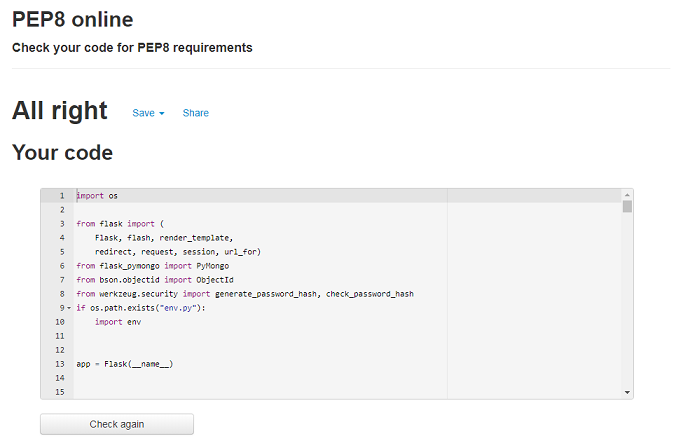 PEP8 online
Check your code for PEP8 requirements
All right Save Share
Your code
1 import os
2
3 from flask import (
4     Flask, flash, render_template,
5     redirect, request, session, url_for)
6 from flask_pymongo import PyMongo
7 from bson.objectid import ObjectId
8 from werkzeug.security import generate_password_hash, check_password_hash
9 if os.path.exists("env.py"):
10     import env
11
12
13 app = Flask(__name__)
14
15
Check again